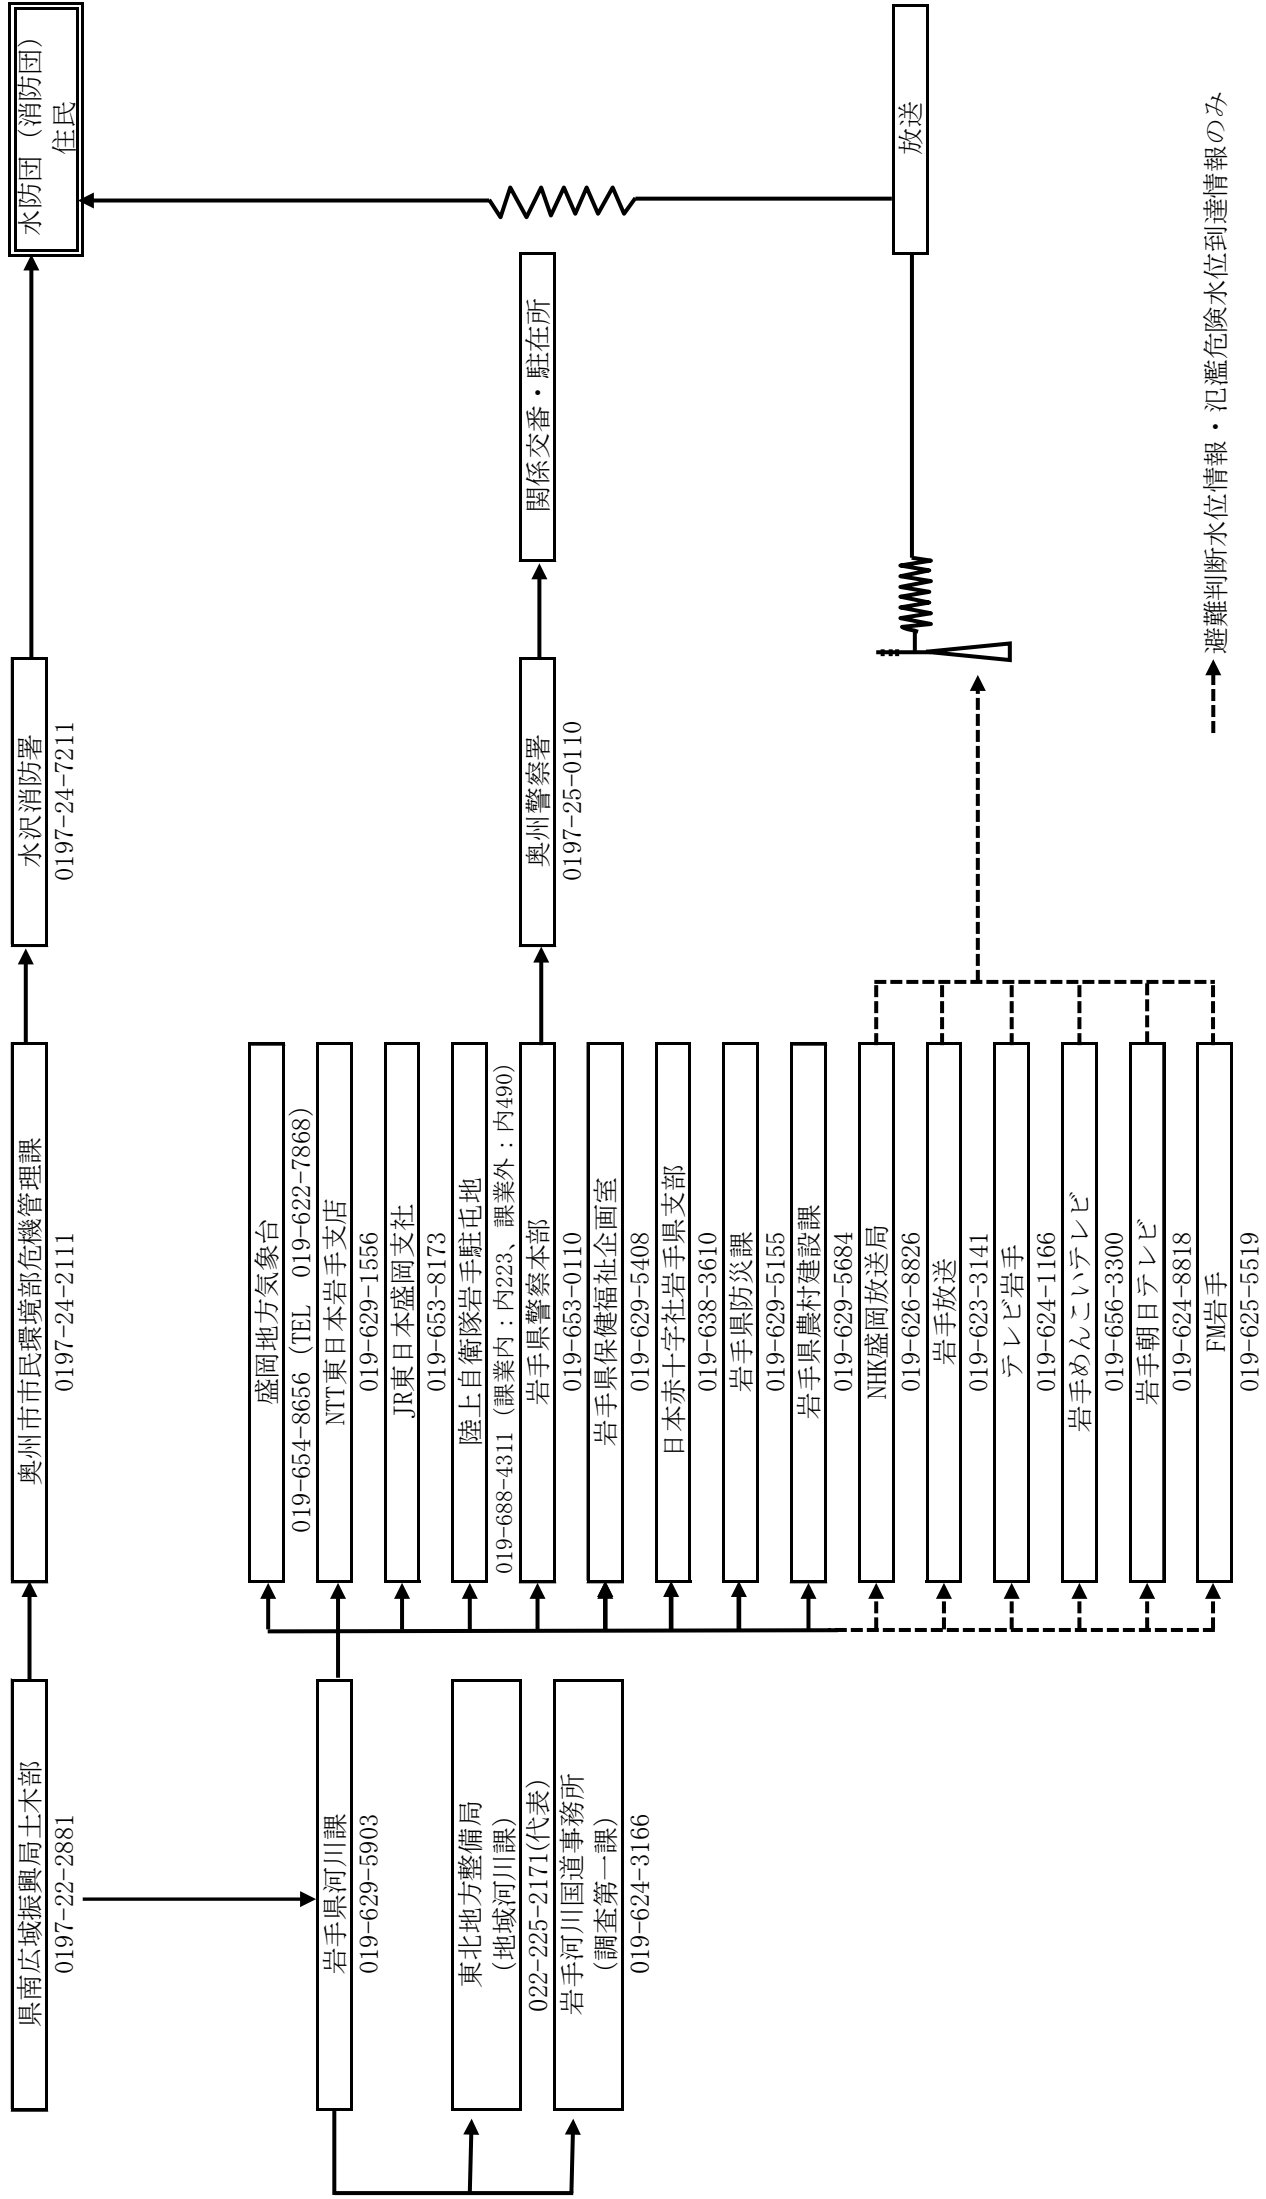 県南広域振興局土木部
0197-22-2881
奥州市市民環境部危機管理課
0197-24-2111
水沢消防署
0197-24-7211
水防団（消防団）
住民
岩手県河川課
019-629-5903
東北地方整備局
(地域河川課)
022-225-2171(代表)
岩手河川国道事務所
(調査第一課)
019-624-3166
盛岡地方気象台
019-654-8656（TEL　019-622-7868）
NTT東日本岩手支店
019-629-1556
JR東日本盛岡支社
019-653-8173
陸上自衛隊岩手駐屯地
019-688-4311（課業内：内223、課業外：内490）
岩手県警察本部
019-653-0110
岩手県保健福祉企画室
019-629-5408
日本赤十字社岩手県支部
019-638-3610
岩手県防災課
019-629-5155
岩手県農村建設課
019-629-5684
NHK盛岡放送局
019-626-8826
岩手放送
019-623-3141
テレビ岩手
019-624-1166
岩手めんこいテレビ
019-656-3300
岩手朝日テレビ
019-624-8818
FM岩手
019-625-5519
奥州警察署
0197-25-0110
関係交番・駐在所
放送
避難判断水位情報・氾濫危険水位到達情報のみ